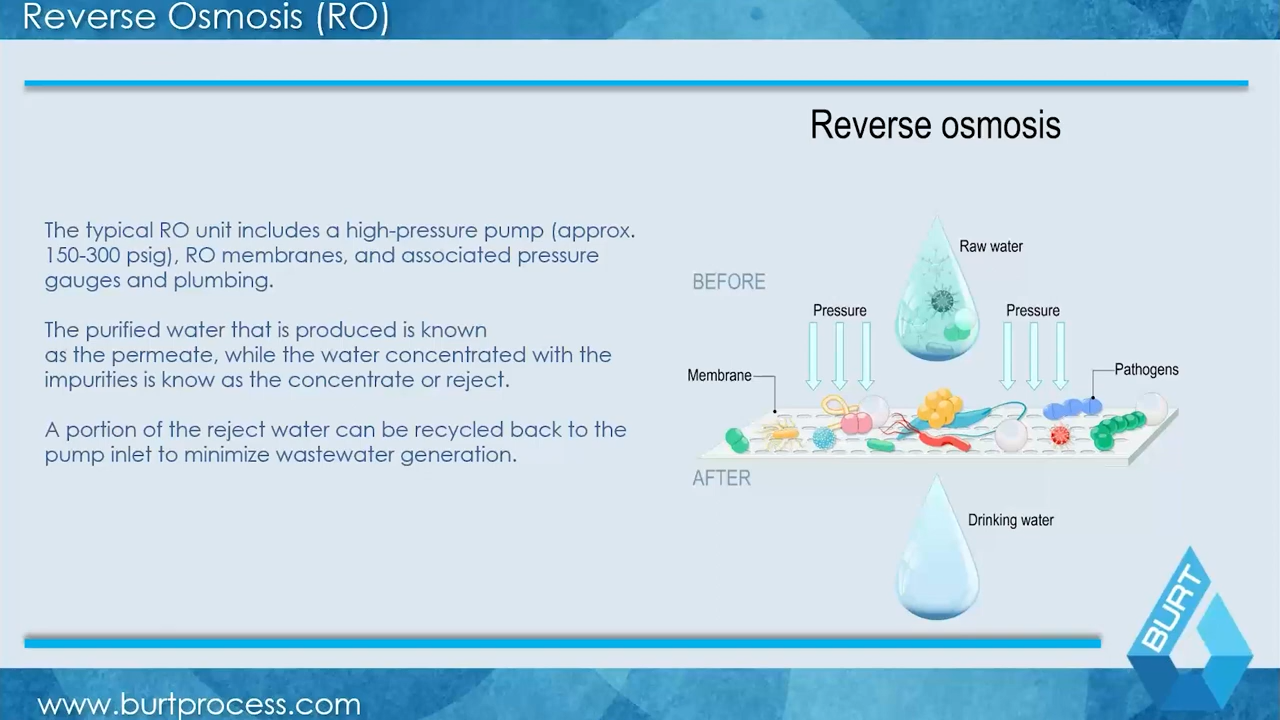 Reverse Osmosis (RO)
Reverse osmosis
The typical RO unit includes a high-pressure pump (approx.
150-300 psig), RO membranes, and associated pressure
gauges and plumbing.
The purified water that is produced is known
as the permeate, while the water concentrated with the
impurities is know as the concentrate or reject.
A portion of the reject water can be recycled back to the
pump inlet to minimize wastewater generation.
Raw water
BEFORE
Pressure
Pressure
Membrane
Pathogens
AFTER
Drinking water
BURT
www.burtprocess.com